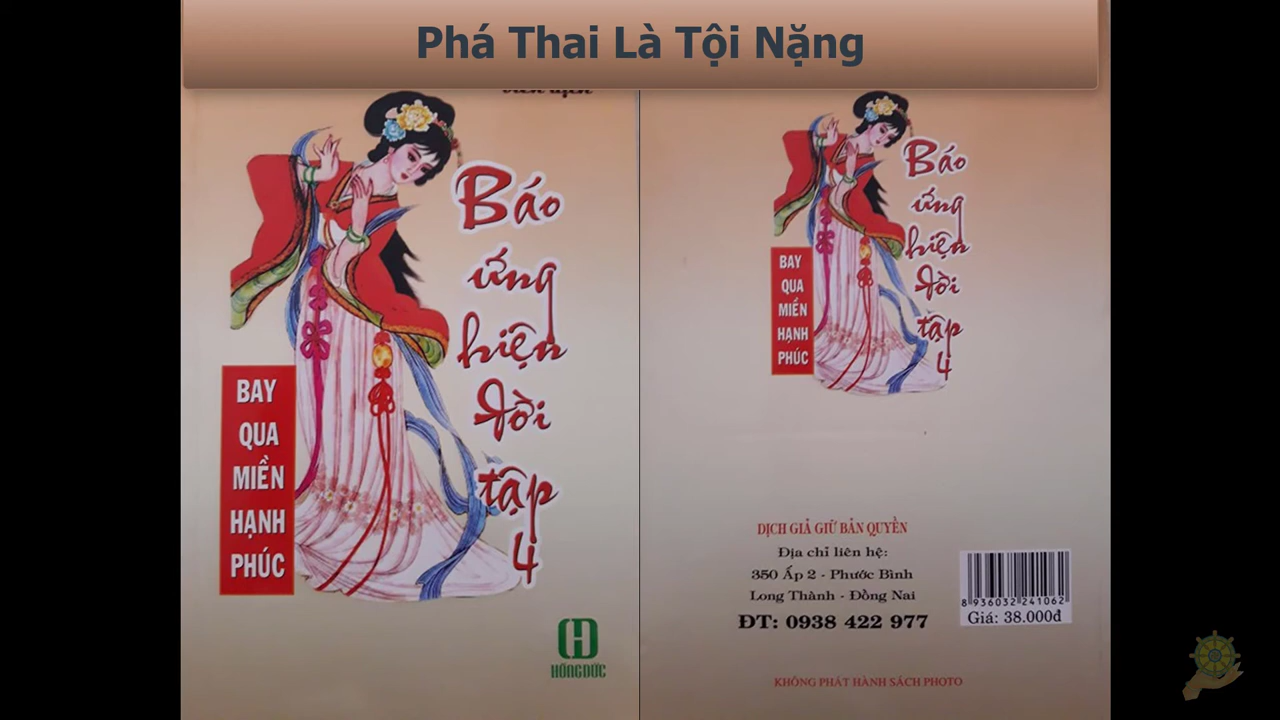 Phá Thai Là Tội Nặng
Báo
ứng
hiện
đời
tập
4
BAY
QUA
MIỀN
HẠNH
PHÚC
HỒNG ĐỨC
Báo
ứng
hiện
đời
tập
4
BAY
QUA
MIỀN
HẠNH
PHÚC
DỊCH GIẢ GIỮ BẢN QUYỀN
Địa chỉ liên hệ:
350 Ấp 2 - Phước Bình
Long Thành - Đồng Nai
ĐT: 0938 422 977
8 936032 241062
Giá: 38.000đ
KHÔNG PHÁT HÀNH SÁCH PHOTO